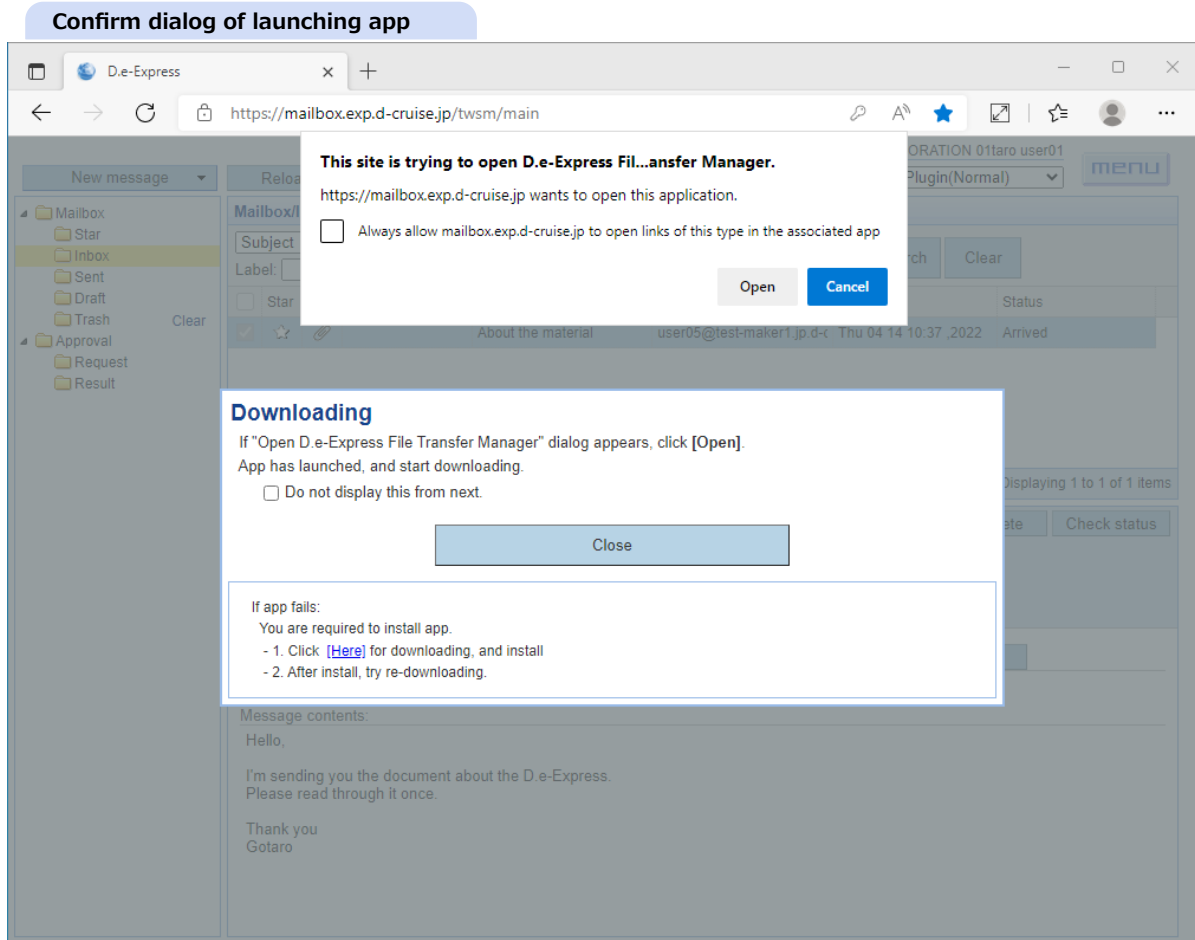 Confirm dialog of launching app
D.e-Express
https://mailbox.exp.d-cruise.jp/twsm/main
This site is trying to open D.e-Express Fil...ansfer Manager.
https://mailbox.exp.d-cruise.jp wants to open this application.
Always allow mailbox.exp.d-cruise.jp to open links of this type in the associated app
Open Cancel
ORATION 01taro user01
New message Reloa Plugin(Normal) menu
Mailbox
Star
Inbox
Sent
Draft
Trash Clear
Approval
Request
Result
Mailbox/I
Subject
Label: rch Clear
Star Status
About the material user05@test-maker1.jp.d-c Thu 04 14 10:37 ,2022 Arrived
Downloading
If "Open D.e-Express File Transfer Manager" dialog appears, click [Open].
App has launched, and start downloading.
Do not display this from next.
Close
If app fails:
You are required to install app.
- 1. Click [Here] for downloading, and install
- 2. After install, try re-downloading.
Displaying 1 to 1 of 1 items
ete Check status
Message contents:
Hello,
I'm sending you the document about the D.e-Express.
Please read through it once.
Thank you
Gotaro